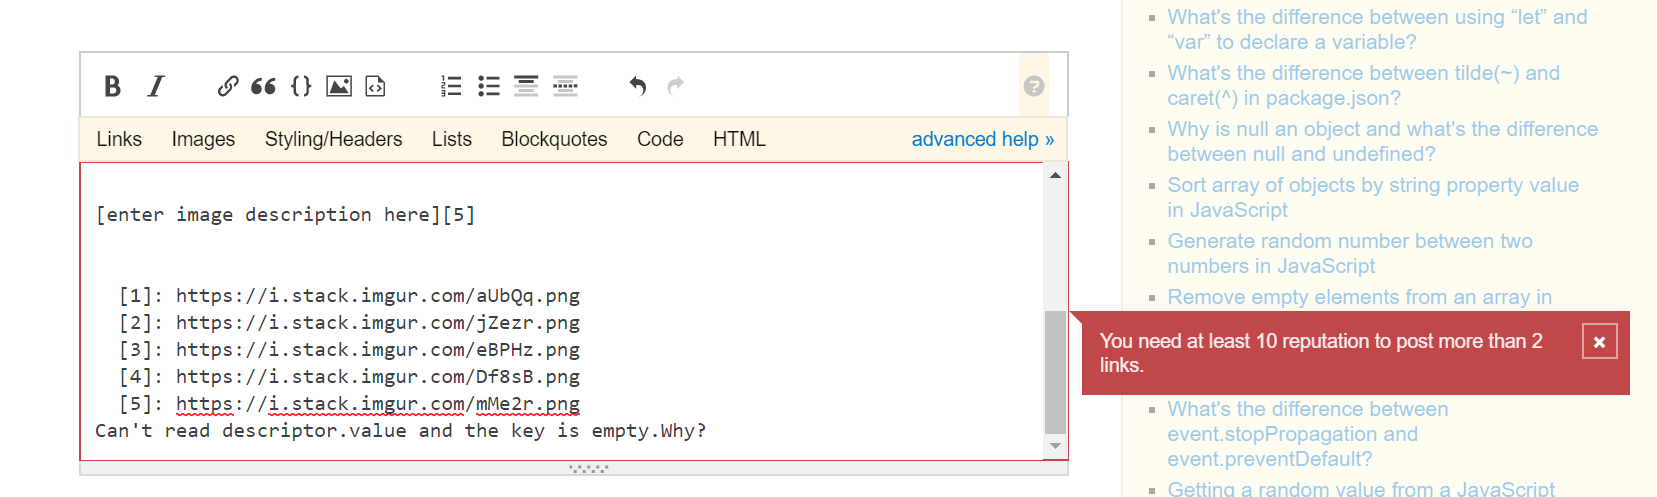 B I
Links Images Styling/Headers Lists Blockquotes Code HTML advanced help »
[enter image description here][5]
[1]: https://i.stack.imgur.com/aUbQq.png
[2]: https://i.stack.imgur.com/jZezr.png
[3]: https://i.stack.imgur.com/eBPHz.png
[4]: https://i.stack.imgur.com/Df8sB.png
[5]: https://i.stack.imgur.com/mMe2r.png
Can't read descriptor.value and the key is empty.Why?
What's the difference between using “let” and
“var” to declare a variable?
What's the difference between tilde(~) and
caret(^) in package.json?
Why is null an object and what's the difference
between null and undefined?
Sort array of objects by string property value
in JavaScript
Generate random number between two
numbers in JavaScript
Remove empty elements from an array in
You need at least 10 reputation to post more than 2
links.
What's the difference between
event.stopPropagation and
event.preventDefault?
Getting a random value from a JavaScript